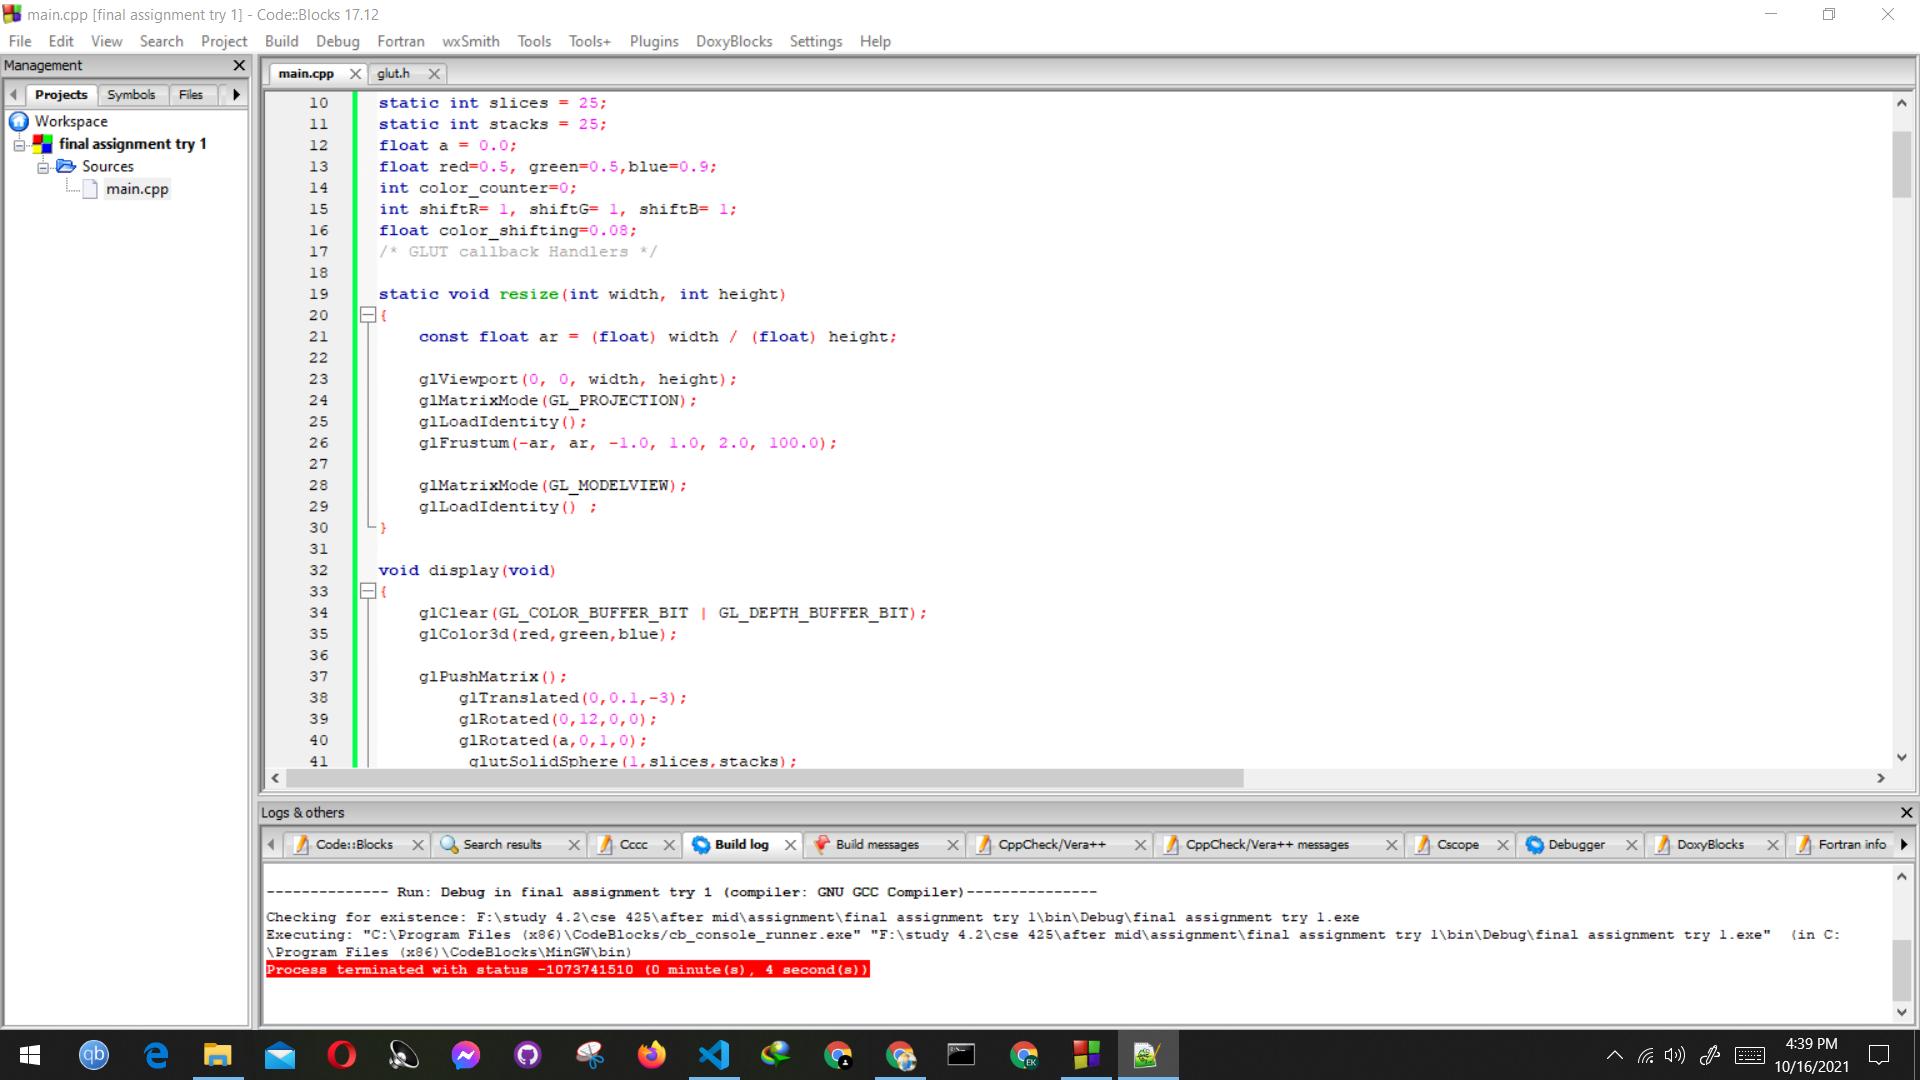 main.cpp [final assignment try 1] - Code::Blocks 17.12
File Edit View Search Project Build Debug Fortran wxSmith Tools Tools+ Plugins DoxyBlocks Settings Help
Management
Projects Symbols Files
Workspace
final assignment try 1
Sources
main.cpp
main.cpp glut.h
10 static int slices = 25;
11 static int stacks = 25;
12 float a = 0.0;
13 float red=0.5, green=0.5,blue=0.9;
14 int color_counter=0;
15 int shiftR= 1, shiftG= 1, shiftB= 1;
16 float color_shifting=0.08;
17 /* GLUT callback Handlers */
18
19 static void resize(int width, int height)
20 {
21 const float ar = (float) width / (float) height;
22
23 glViewport(0, 0, width, height);
24 glMatrixMode(GL_PROJECTION);
25 glLoadIdentity();
26 glFrustum(-ar, ar, -1.0, 1.0, 2.0, 100.0);
27
28 glMatrixMode(GL_MODELVIEW);
29 glLoadIdentity() ;
30 }
31
32 void display(void)
33 {
34 glClear(GL_COLOR_BUFFER_BIT | GL_DEPTH_BUFFER_BIT);
35 glColor3d(red,green,blue);
36
37 glPushMatrix();
38 glTranslated(0,0.1,-3);
39 glRotated(0,12,0,0);
40 glRotated(a,0,1,0);
41 glutSolidSphere(1,slices,stacks);
Logs & others
Code::Blocks Search results Cccc Build log Build messages CppCheck/Vera++ CppCheck/Vera++ messages Cscope Debugger DoxyBlocks Fortran info
-------------- Run: Debug in final assignment try 1 (compiler: GNU GCC Compiler)---------------
Checking for existence: F:\study 4.2\cse 425\after mid\assignment\final assignment try 1\bin\Debug\final assignment try 1.exe
Executing: "C:\Program Files (x86)\CodeBlocks/cb_console_runner.exe" "F:\study 4.2\cse 425\after mid\assignment\final assignment try 1\bin\Debug\final assignment try 1.exe"  (in C:
\Program Files (x86)\CodeBlocks\MinGW\bin)
Process terminated with status -1073741510 (0 minute(s), 4 second(s))
qb
EK
4:39 PM
10/16/2021